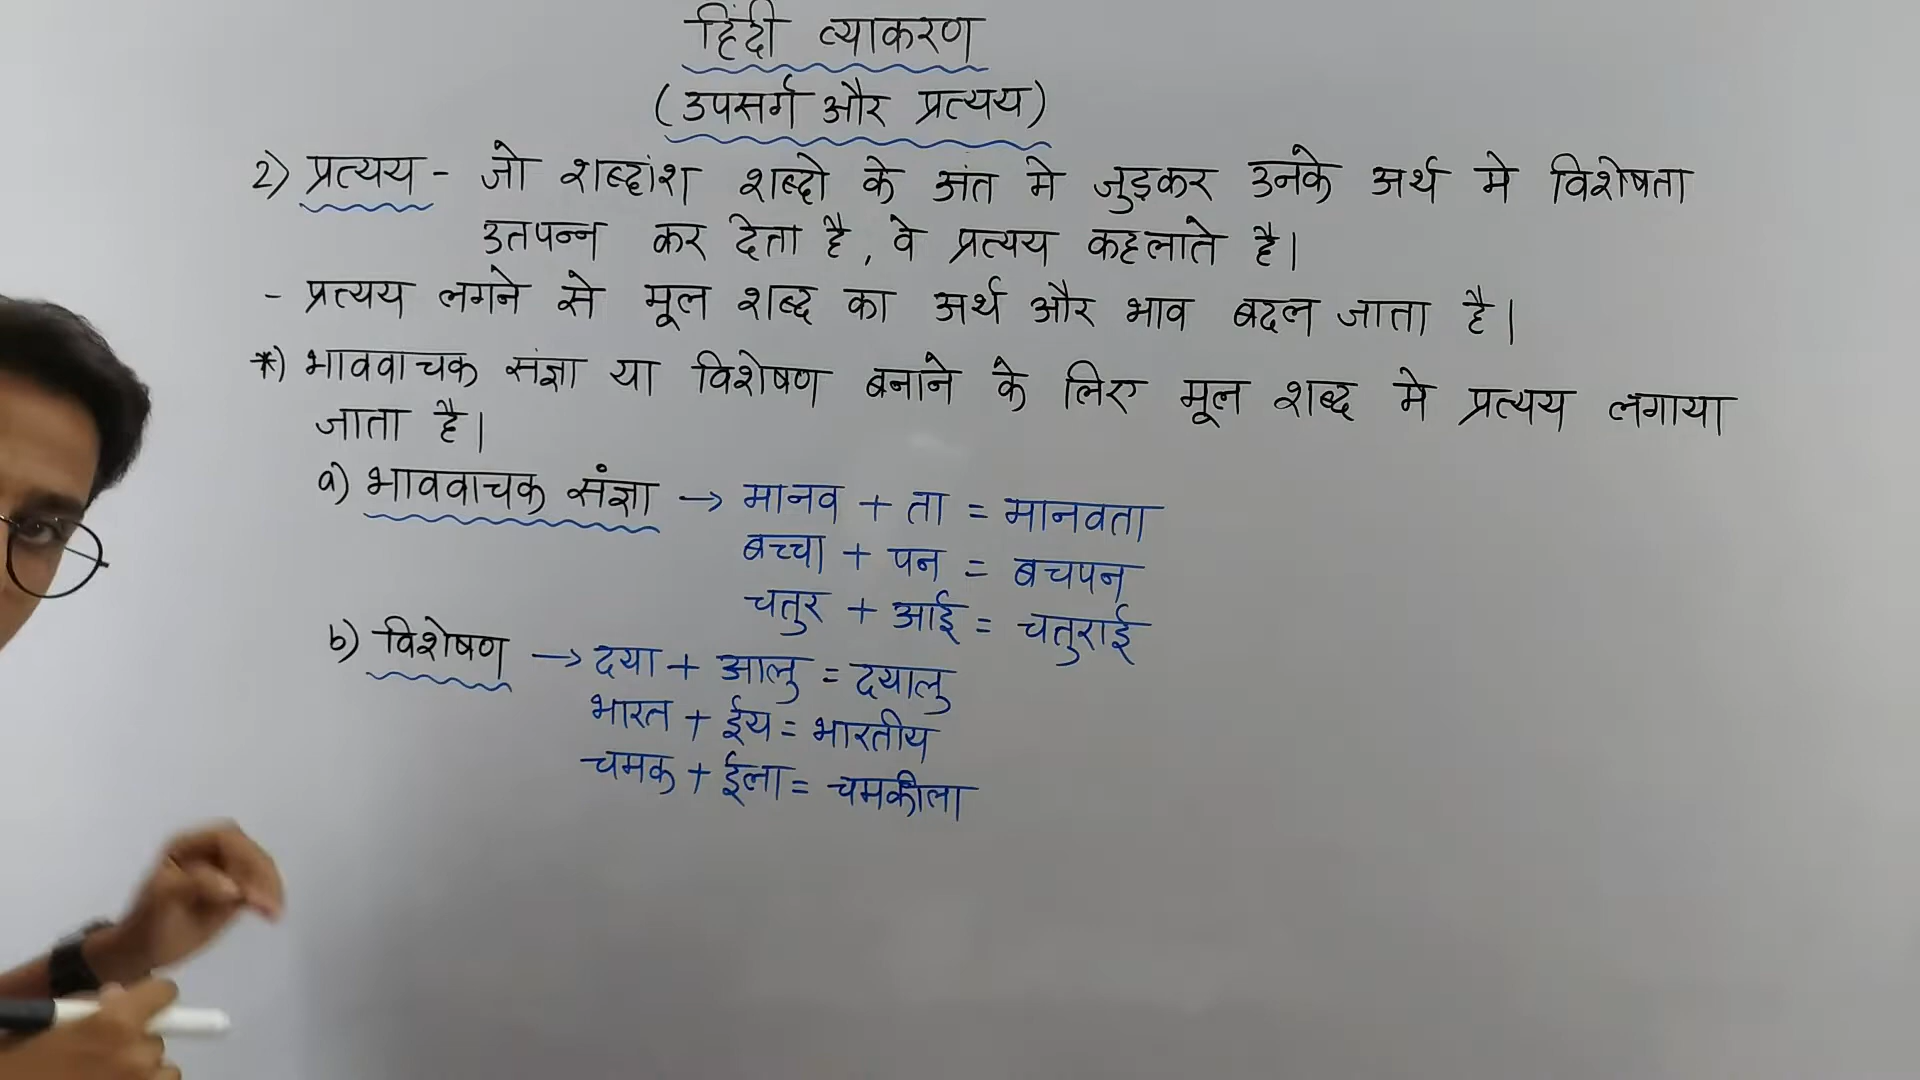 हिंदी व्याकरण
(उपसर्ग और प्रत्यय)
2) प्रत्यय - जो शब्दांश शब्दो के अंत मे जुड़कर उनके अर्थ मे विशेषता
उतपन्न कर देता है, वे प्रत्यय कहलाते है।
- प्रत्यय लगने से मूल शब्द का अर्थ और भाव बदल जाता है।
*) भाववाचक संज्ञा या विशेषण बनाने के लिए मूल शब्द मे प्रत्यय लगाया
जाता है।
a) भाववाचक संज्ञा → मानव + ता = मानवता
बच्चा + पन = बचपन
चतुर + आई = चतुराई
b) विशेषण → दया + आलु = दयालु
भारत + ईय = भारतीय
चमक + ईला = चमकीला